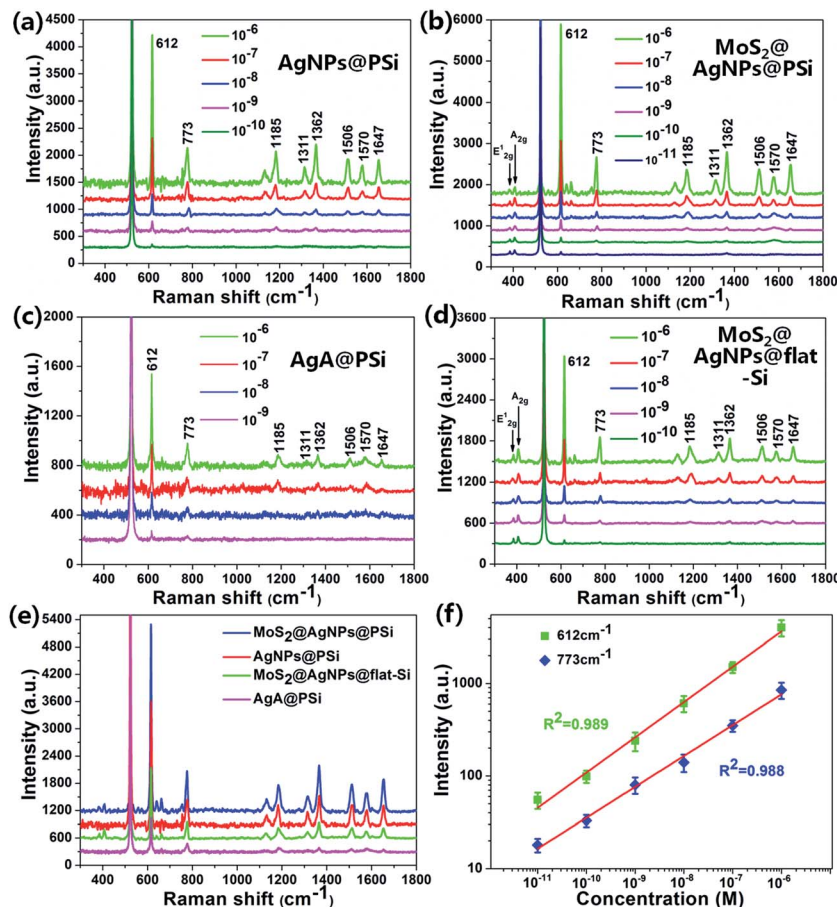 (a)
4500
4000
3500
3000
2500
2000
1500
1000
500
0
Intensity (a.u.)
612
773
1185
1311
1362
1506
1570
1647
10-6
10-7
10-8
10-9
10-10
AgNPs@PSi
400 600 800 1000 1200 1400 1600 1800
Raman shift (cm-1)
(b)
6000
5000
4000
3000
2000
1000
0
Intensity (a.u.)
E12g
A2g
612
773
1185
1311
1362
1506
1570
1647
10-6
10-7
10-8
10-9
10-10
10-11
MoS2@
AgNPs@PSi
400 600 800 1000 1200 1400 1600 1800
Raman shift (cm-1)
(c)
2000
1600
1200
800
400
0
Intensity (a.u.)
612
773
1185
1311
1362
1506
1570
1647
10-6
10-7
10-8
10-9
AgA@PSi
400 600 800 1000 1200 1400 1600 1800
Raman shift (cm-1)
(d)
3600
3000
2400
1800
1200
600
0
Intensity (a.u.)
E12g
A2g
612
773
1185
1311
1362
1506
1570
1647
10-6
10-7
10-8
10-9
10-10
MoS2@
AgNPs@flat
-Si
400 600 800 1000 1200 1400 1600 1800
Raman shift (cm-1)
(e)
5400
4800
4200
3600
3000
2400
1800
1200
600
0
Intensity (a.u.)
MoS2@AgNPs@PSi
AgNPs@PSi
MoS2@AgNPs@flat-Si
AgA@PSi
400 600 800 1000 1200 1400 1600 1800
Raman shift (cm-1)
(f)
1000
100
10
Intensity (a.u.)
612cm-1
773cm-1
R2=0.989
R2=0.988
10-11 10-10 10-9 10-8 10-7 10-6 10-5
Concentration (M)